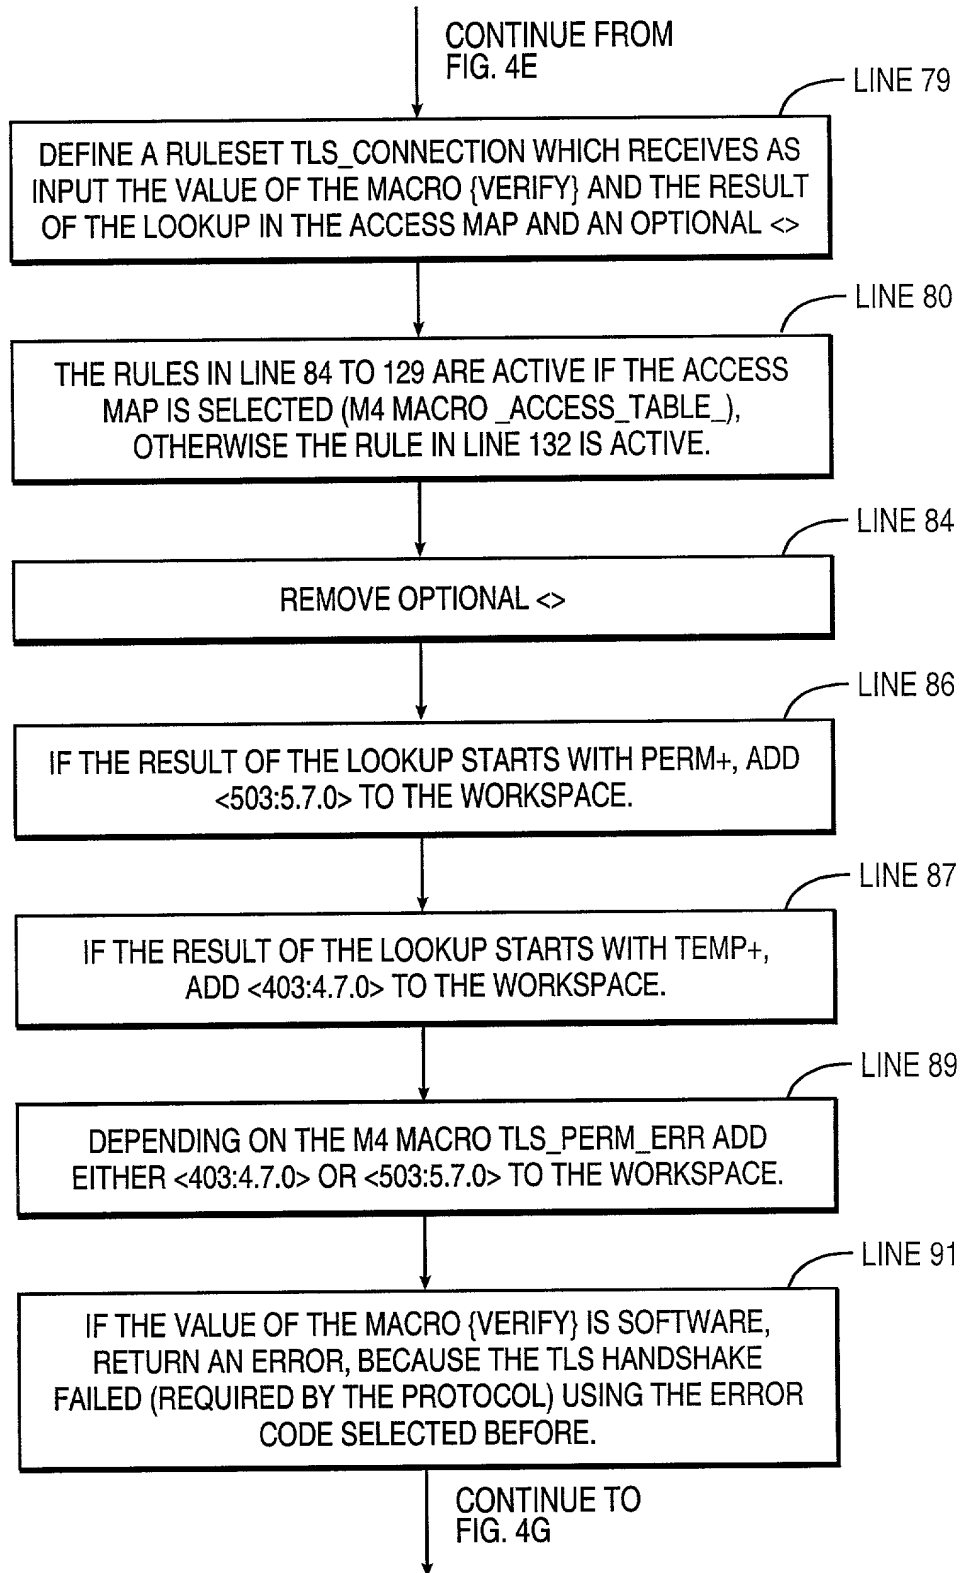 CONTINUE FROM
FIG. 4E
LINE 79
DEFINE A RULESET TLS_CONNECTION WHICH RECEIVES AS
INPUT THE VALUE OF THE MACRO {VERIFY} AND THE RESULT
OF THE LOOKUP IN THE ACCESS MAP AND AN OPTIONAL <>
LINE 80
THE RULES IN LINE 84 TO 129 ARE ACTIVE IF THE ACCESS
MAP IS SELECTED (M4 MACRO _ACCESS_TABLE_),
OTHERWISE THE RULE IN LINE 132 IS ACTIVE.
LINE 84
REMOVE OPTIONAL <>
LINE 86
IF THE RESULT OF THE LOOKUP STARTS WITH PERM+, ADD
<503:5.7.0> TO THE WORKSPACE.
LINE 87
IF THE RESULT OF THE LOOKUP STARTS WITH TEMP+,
ADD <403:4.7.0> TO THE WORKSPACE.
LINE 89
DEPENDING ON THE M4 MACRO TLS_PERM_ERR ADD
EITHER <403:4.7.0> OR <503:5.7.0> TO THE WORKSPACE.
LINE 91
IF THE VALUE OF THE MACRO {VERIFY} IS SOFTWARE,
RETURN AN ERROR, BECAUSE THE TLS HANDSHAKE
FAILED (REQUIRED BY THE PROTOCOL) USING THE ERROR
CODE SELECTED BEFORE.
CONTINUE TO
FIG. 4G